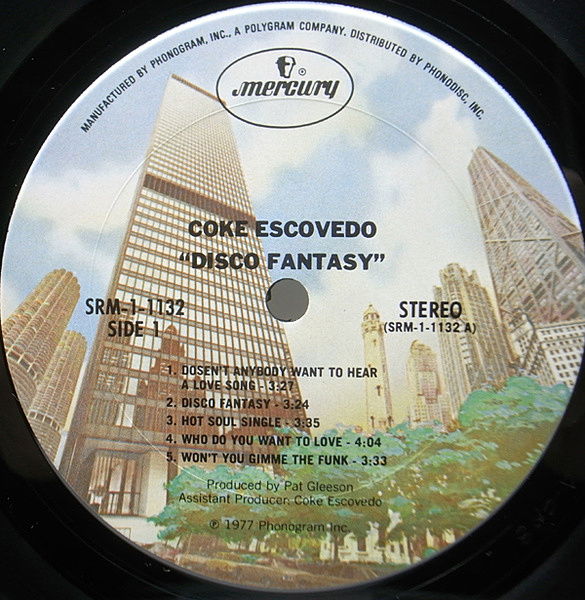 MANUFACTURED BY PHONOGRAM, INC., A POLYGRAM COMPANY. DISTRIBUTED BY PHONODISC, INC.
mercury
®
COKE ESCOVEDO
“DISCO FANTASY”
SRM-1-1132
SIDE 1
STEREO
(SRM-1-1132 A)
1. DOSEN'T ANYBODY WANT TO HEAR
A LOVE SONG - 3:27
2. DISCO FANTASY - 3:24
3. HOT SOUL SINGLE - 3:35
4. WHO DO YOU WANT TO LOVE - 4:04
5. WON'T YOU GIMME THE FUNK - 3:33
Produced by Pat Gleeson
Assistant Producer: Coke Escovedo
℗ 1977 Phonogram Inc.